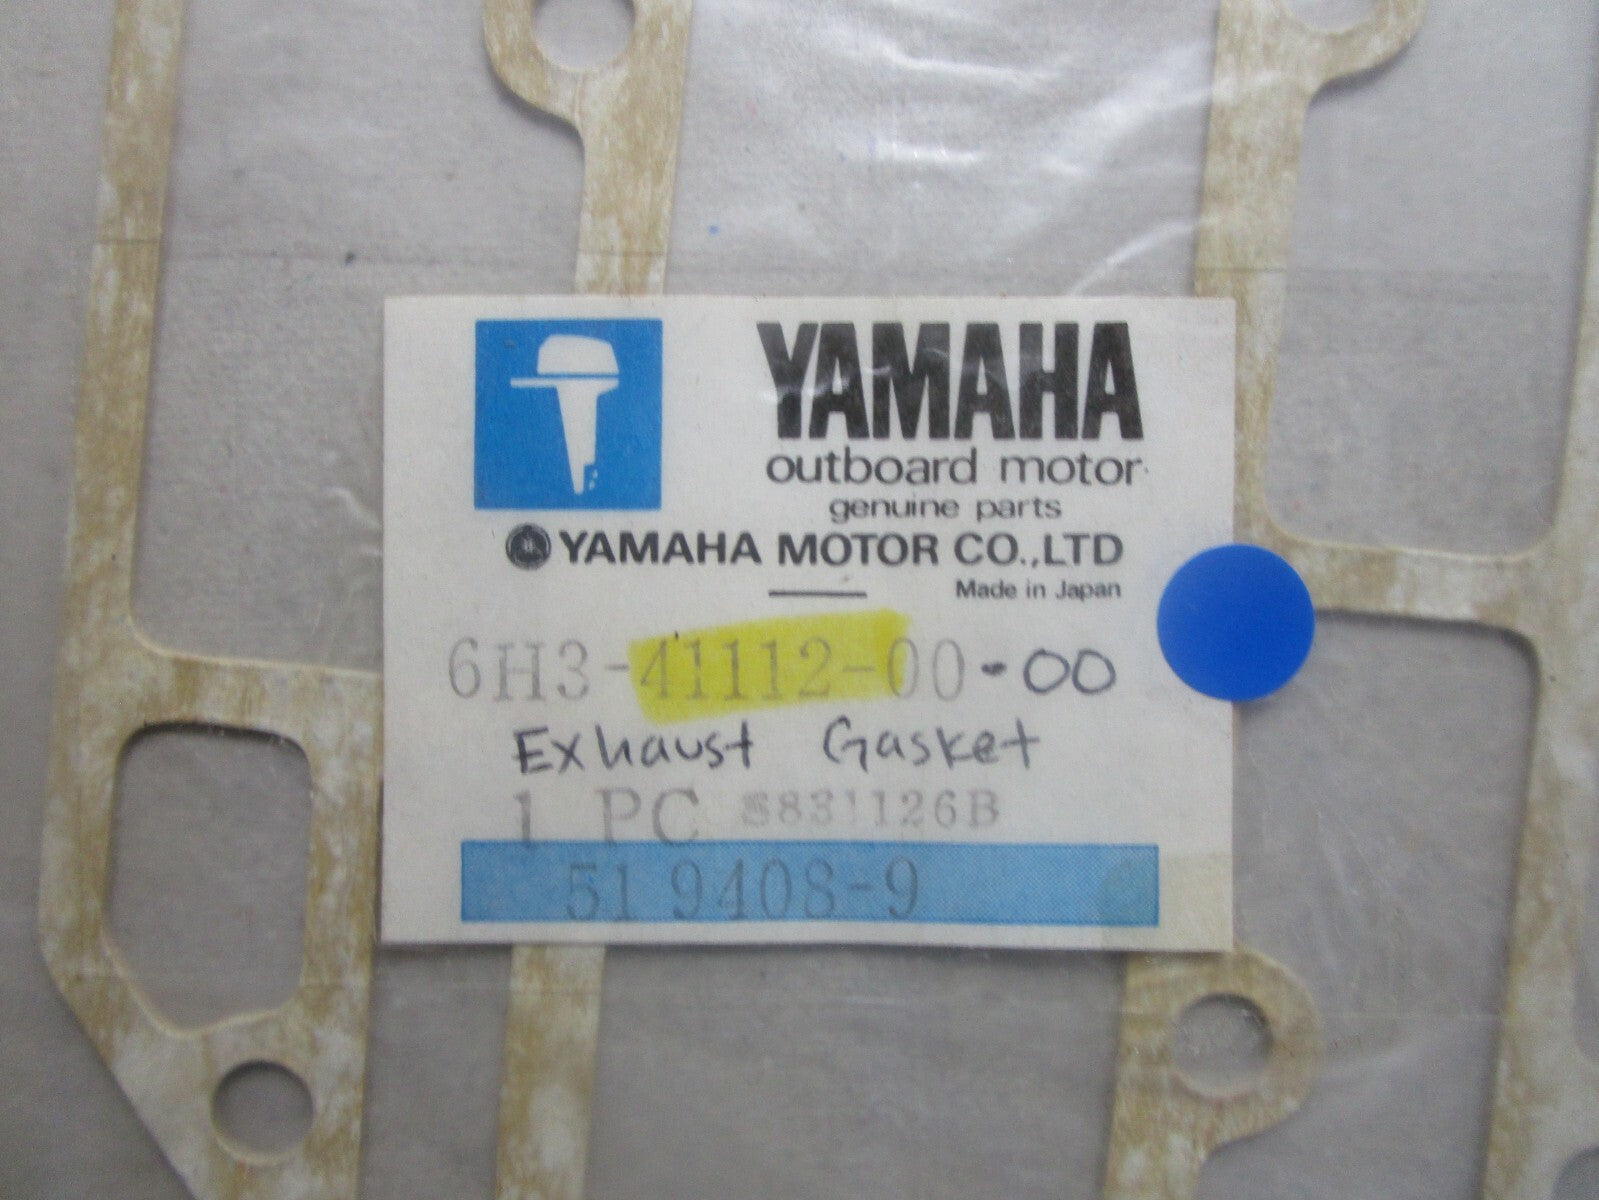 YAMAHA
outboard motor
genuine parts
YAMAHA MOTOR CO.,LTD
Made in Japan
6H3-41112-00-00
Exhaust Gasket
1 PC S831126B
51 9408-9